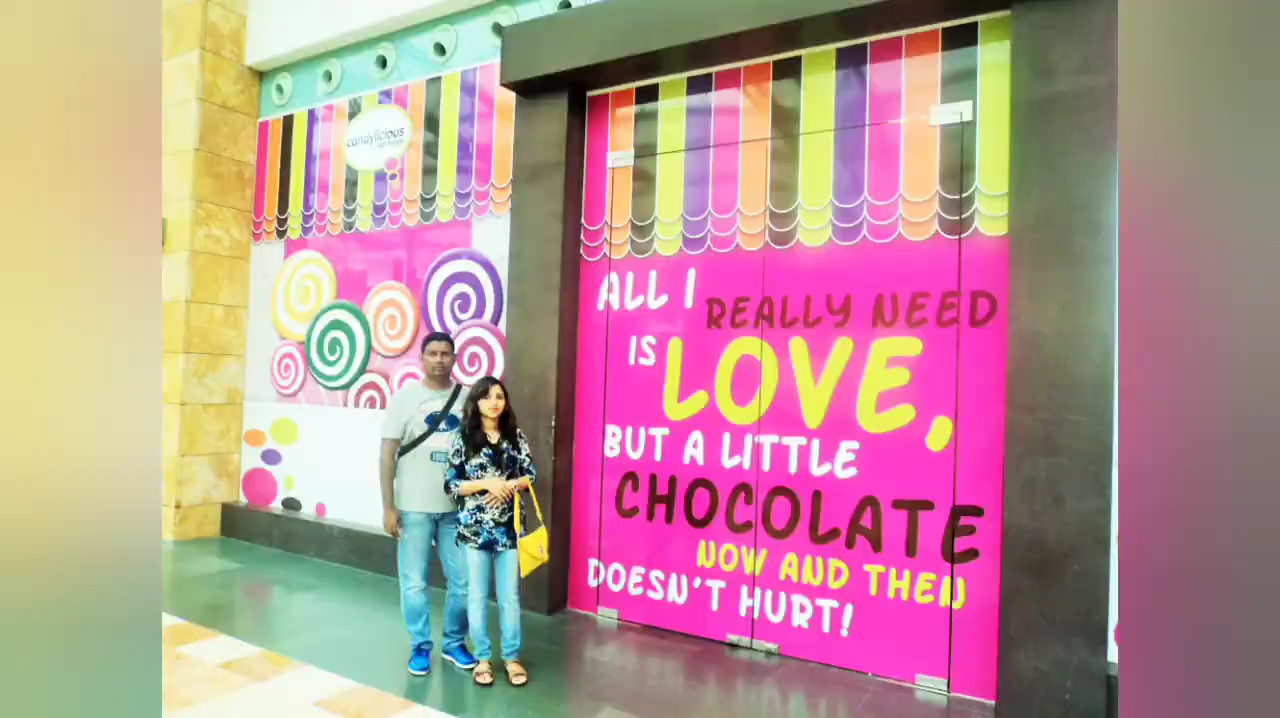 candylicious
ALL I
REALLY NEED
IS LOVE,
BUT A LITTLE
CHOCOLATE
NOW AND THEN
DOESN'T HURT!